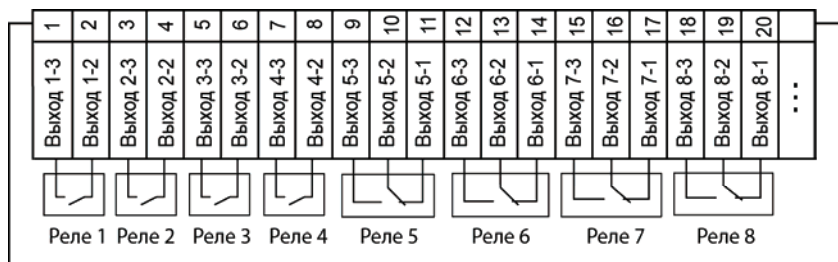 1 2 3 4 5 6 7 8 9 10 11 12 13 14 15 16 17 18 19 20
Выход 1-3
Выход 1-2
Выход 2-3
Выход 2-2
Выход 3-3
Выход 3-2
Выход 4-3
Выход 4-2
Выход 5-3
Выход 5-2
Выход 5-1
Выход 6-3
Выход 6-2
Выход 6-1
Выход 7-3
Выход 7-2
Выход 7-1
Выход 8-3
Выход 8-2
Выход 8-1
...
Реле 1 Реле 2 Реле 3 Реле 4 Реле 5 Реле 6 Реле 7 Реле 8